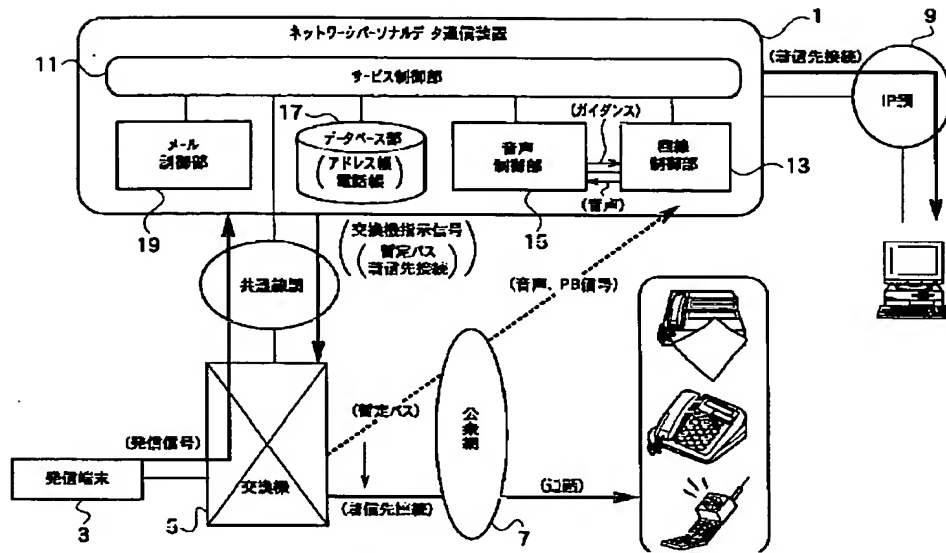 ネットワークパーソナルデータ通信装置
1
9
11
サービス制御部
(着信先接続)
IP網
17
メール
制御部
データベース部
(アドレス帳
電話帳)
音声
制御部
(ガイダンス)
回線
制御部
(音声)
13
19
15
(交換機指示信号
(暫定パス
着信先接続))
共通線網
(音声、PB信号)
(暫定パス)
公衆網
(発信信号)
発信端末
交換機
(着信先接続)
(通話)
3
5
7